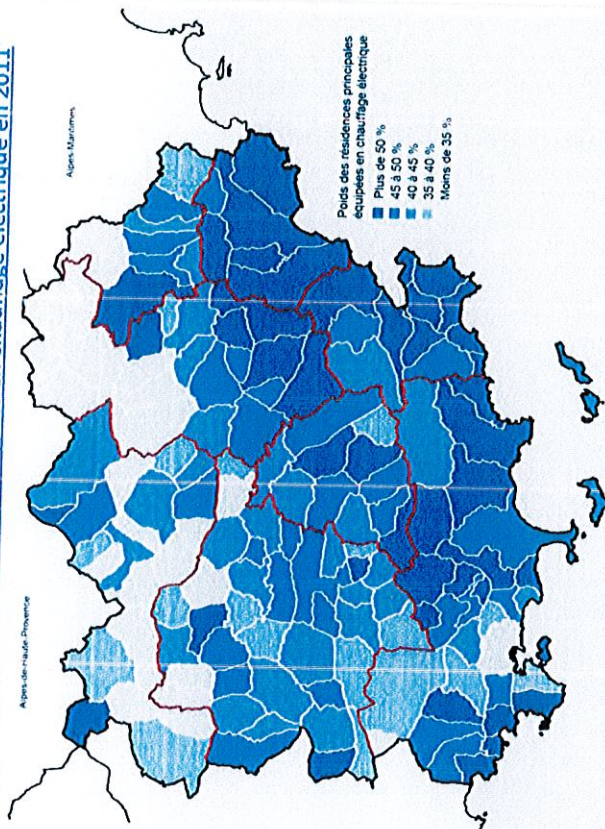 chauffage électrique en 2011
Alpes-de-Haute-Provence
Alpes-Maritimes
Poids des résidences principales
équipées en chauffage électrique
Plus de 50 %
45 à 50 %
40 à 45 %
35 à 40 %
Moins de 35 %